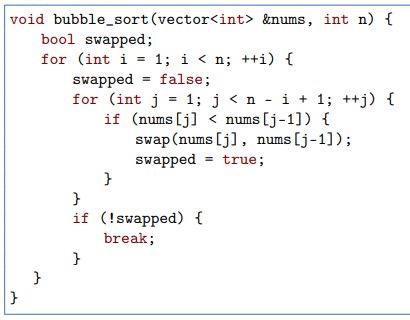 void bubble_sort(vector<int> &nums, int n) {
    bool swapped;
    for (int i = 1; i < n; ++i) {
        swapped = false;
        for (int j = 1; j < n - i + 1; ++j) {
            if (nums[j] < nums[j-1]) {
                swap(nums[j], nums[j-1]);
                swapped = true;
            }
        }
        if (!swapped) {
            break;
        }
    }
}